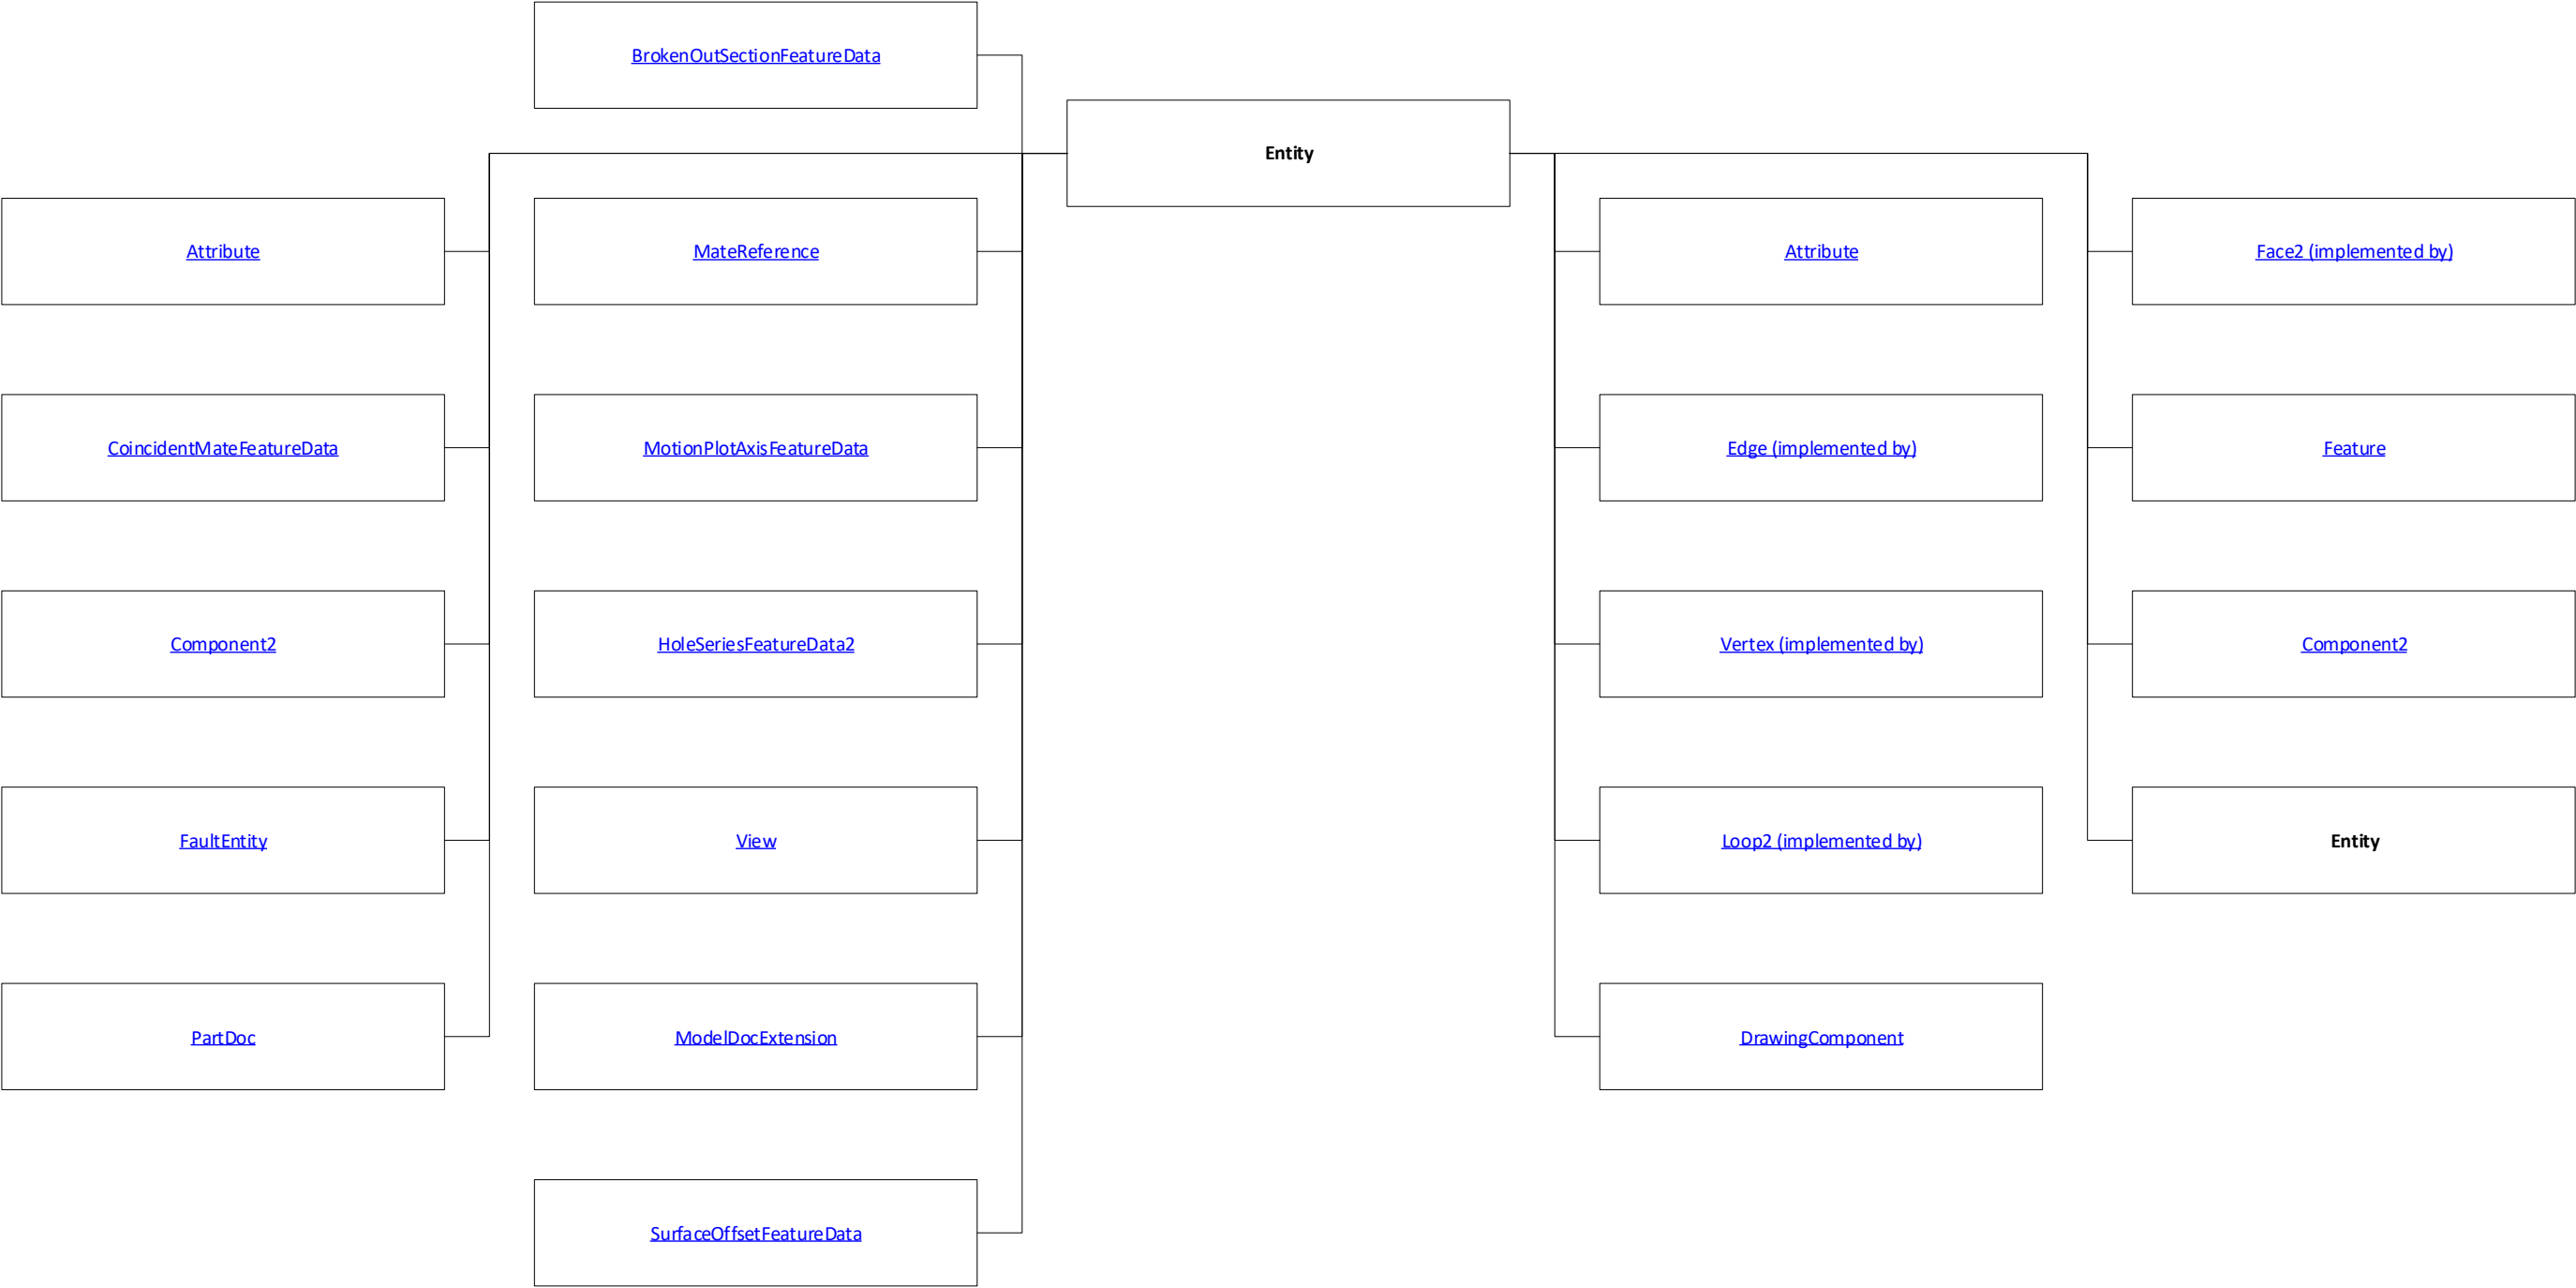 BrokenOutSectionFeatureData
Entity
Attribute
MateReference
Attribute
Face2 (implemented by)
CoincidentMateFeatureData
MotionPlotAxisFeatureData
Edge (implemented by)
Feature
Component2
HoleSeriesFeatureData2
Vertex (implemented by)
Component2
FaultEntity
View
Loop2 (implemented by)
Entity
PartDoc
ModelDocExtension
DrawingComponent
SurfaceOffsetFeatureData